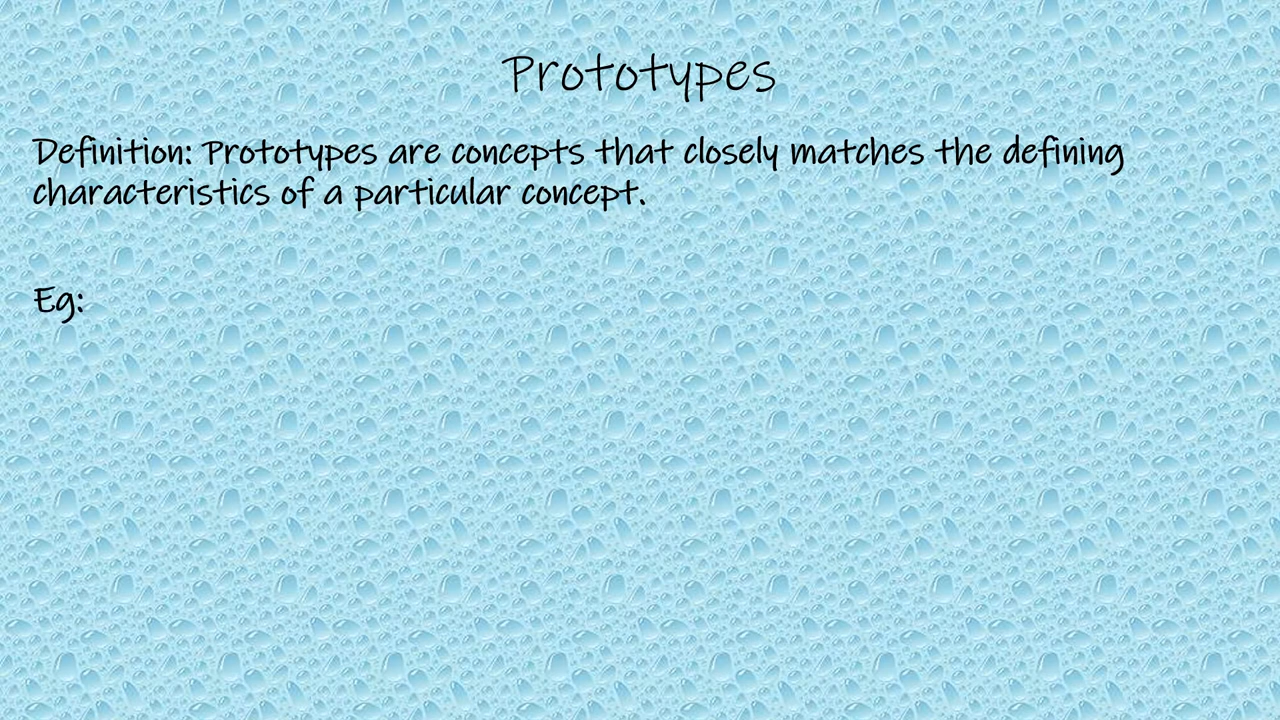 Prototypes
Definition: Prototypes are concepts that closely matches the defining
characteristics of a particular concept.
Eg: